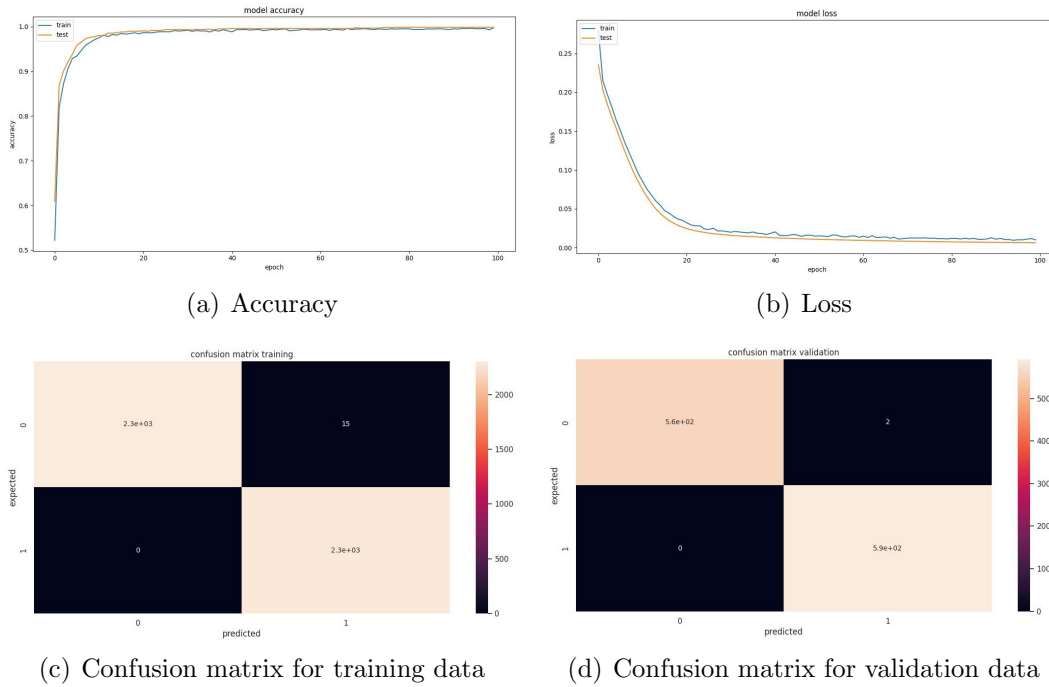 model accuracy
train
test
1.0
0.9
0.8
0.7
0.6
0.5
accuracy
0
20
40
60
80
100
epoch
(a) Accuracy
model loss
train
test
0.25
0.20
0.15
0.10
0.05
0.00
loss
0
20
40
60
80
100
epoch
(b) Loss
confusion matrix training
2.3e+03
15
0
2.3e+03
expected
0
1
0
1
predicted
2000
1500
1000
500
0
(c) Confusion matrix for training data
confusion matrix validation
5.6e+02
2
0
5.9e+02
expected
0
1
0
1
predicted
500
400
300
200
100
0
(d) Confusion matrix for validation data